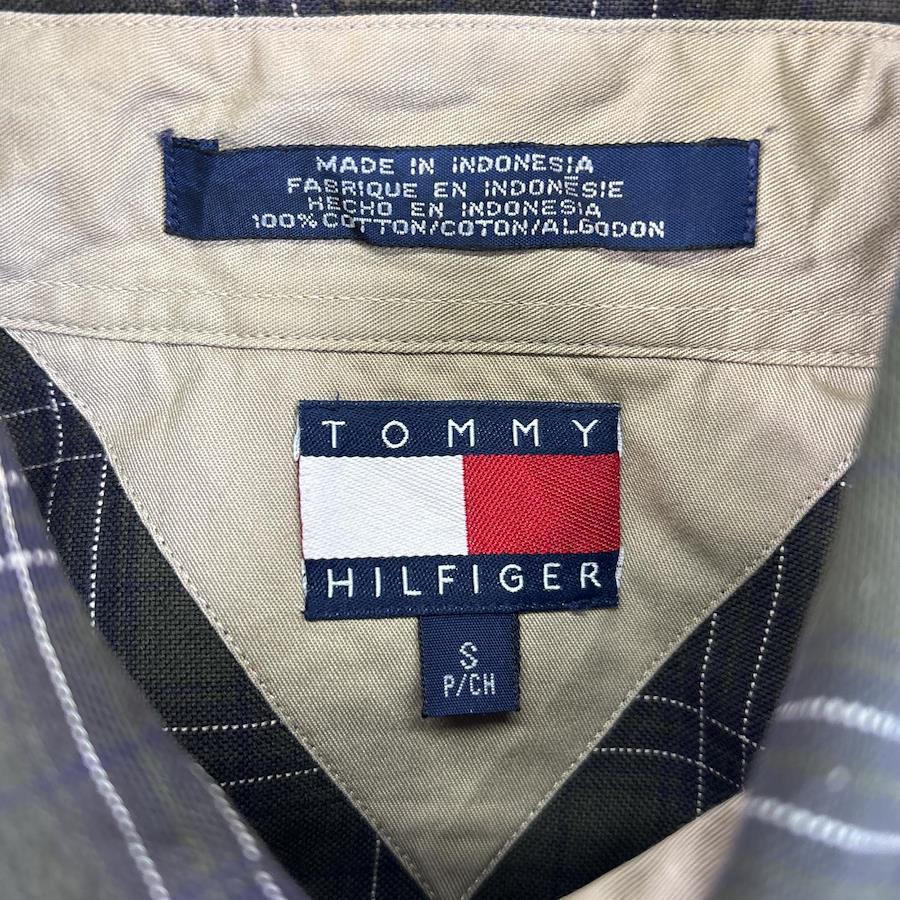 MADE IN INDONESIA
FABRIQUE EN INDONÉSIE
HECHO EN INDONESIA
100% COTTON/COTON/ALGODON
TOMMY
HILFIGER
S
P/CH